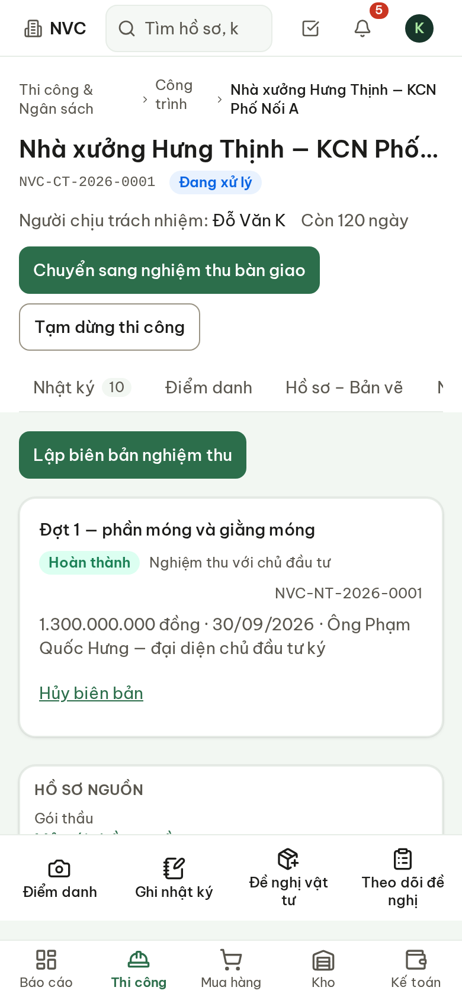 NVC
Tìm hồ sơ, k
5
K
Thi công & Ngân sách
Công trình
Nhà xưởng Hưng Thịnh — KCN Phố Nối A
Nhà xưởng Hưng Thịnh — KCN Phố...
NVC-CT-2026-0001 Đang xử lý
Người chịu trách nhiệm: Đỗ Văn K Còn 120 ngày
Chuyển sang nghiệm thu bàn giao
Tạm dừng thi công
Nhật ký 10 Điểm danh Hồ sơ – Bản vẽ
Lập biên bản nghiệm thu
Đợt 1 — phần móng và giằng móng
Hoàn thành Nghiệm thu với chủ đầu tư
NVC-NT-2026-0001
1.300.000.000 đồng · 30/09/2026 · Ông Phạm
Quốc Hưng — đại diện chủ đầu tư ký
Hủy biên bản
HỒ SƠ NGUỒN
Gói thầu
Điểm danh
Ghi nhật ký
Đề nghị vật tư
Theo dõi đề nghị
Báo cáo
Thi công
Mua hàng
Kho
Kế toán